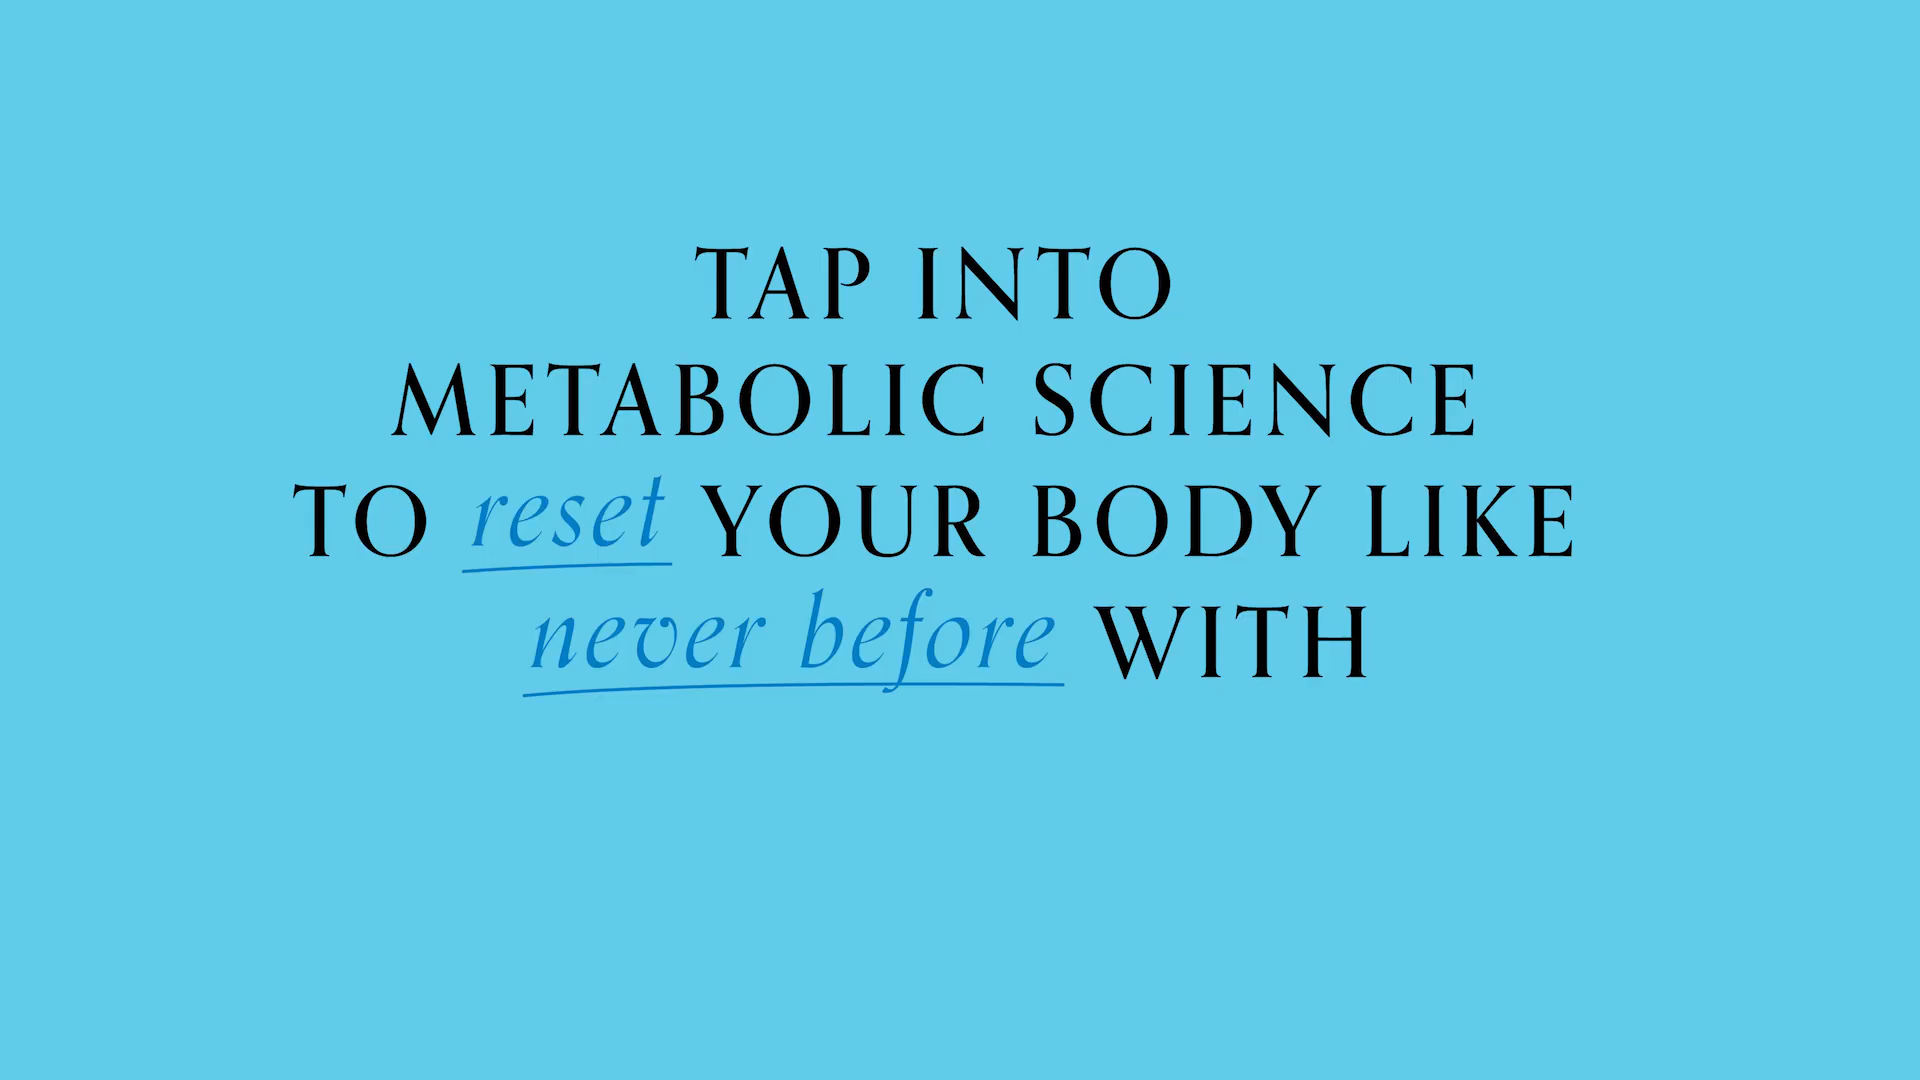 TAP INTO
METABOLIC SCIENCE
TO reset YOUR BODY LIKE
never before WITH